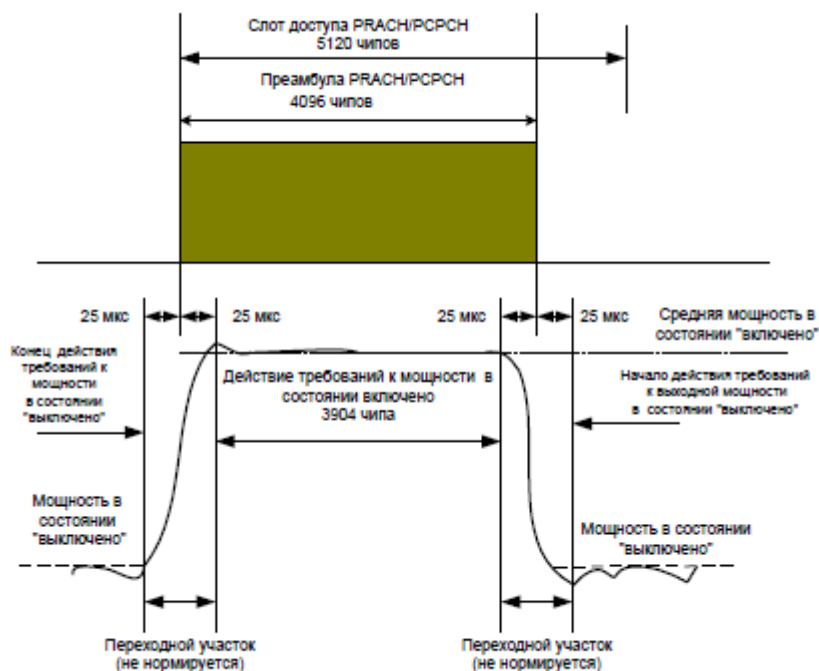 Слот доступа PRACH/PCPCH
5120 чипов
Преамбула PRACH/PCPCH
4096 чипов
25 мкс
25 мкс
25 мкс
25 мкс
Средняя мощность в
состоянии "включено"
Конец действия
требований к
мощности
в состоянии
"выключено"
Действие требований к мощности в
состоянии включено
3904 чипа
Начало действия требований
к выходной мощности
в состоянии "выключено"
Мощность в
состоянии
"выключено"
Мощность в состоянии
"выключено"
Переходной участок
(не нормируется)
Переходной участок
(не нормируется)